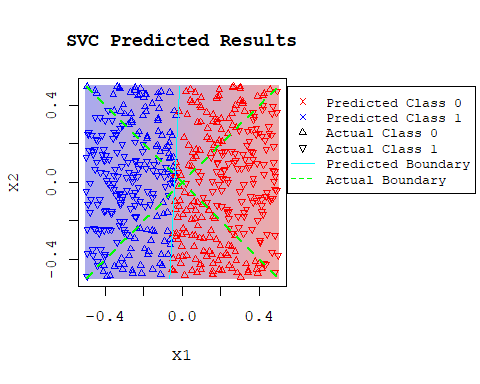 SVC Predicted Results
X2
0.4
0.0
-0.4
-0.4
0.0
0.4
X1
Predicted Class 0
Predicted Class 1
Actual Class 0
Actual Class 1
Predicted Boundary
Actual Boundary